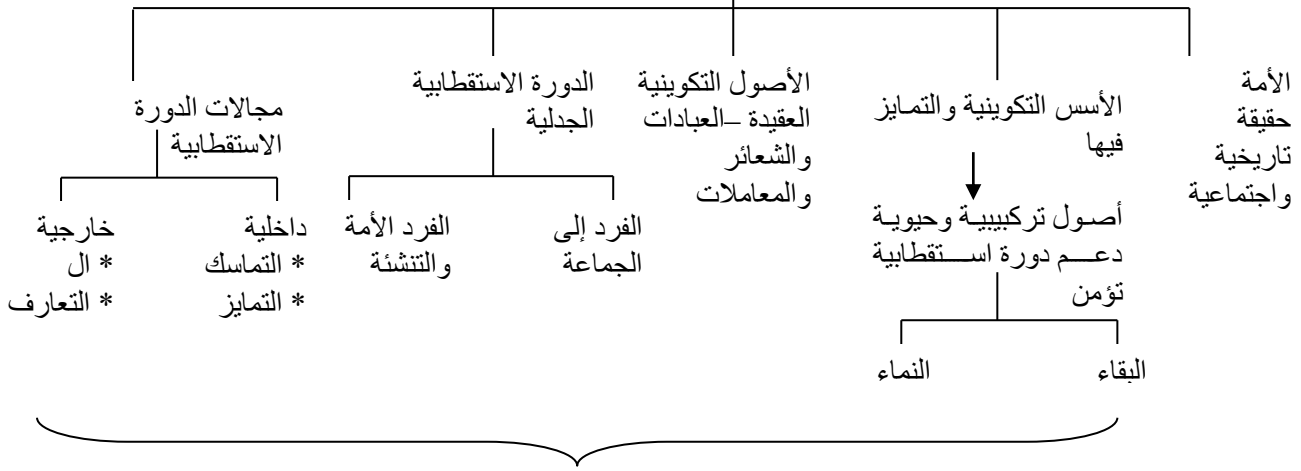 الأمة
حقيقة
تاريخية
واجتماعية
الأسس التكوينية والتمايز
فيها
أصول تركيبيية وحيوية
دعم دورة استقطابية
تؤمن
البقاء
النماء
الأصول التكوينية
العقيدة –العبادات
والشعائر
والمعاملات
الدورة الاستقطابية
الجدلية
الفرد إلى
الجماعة
الفرد الأمة
والتنشئة
مجالات الدورة
الاستقطابية
داخلية
* التماسك
* التمايز
خارجية
* ال
* التعارف